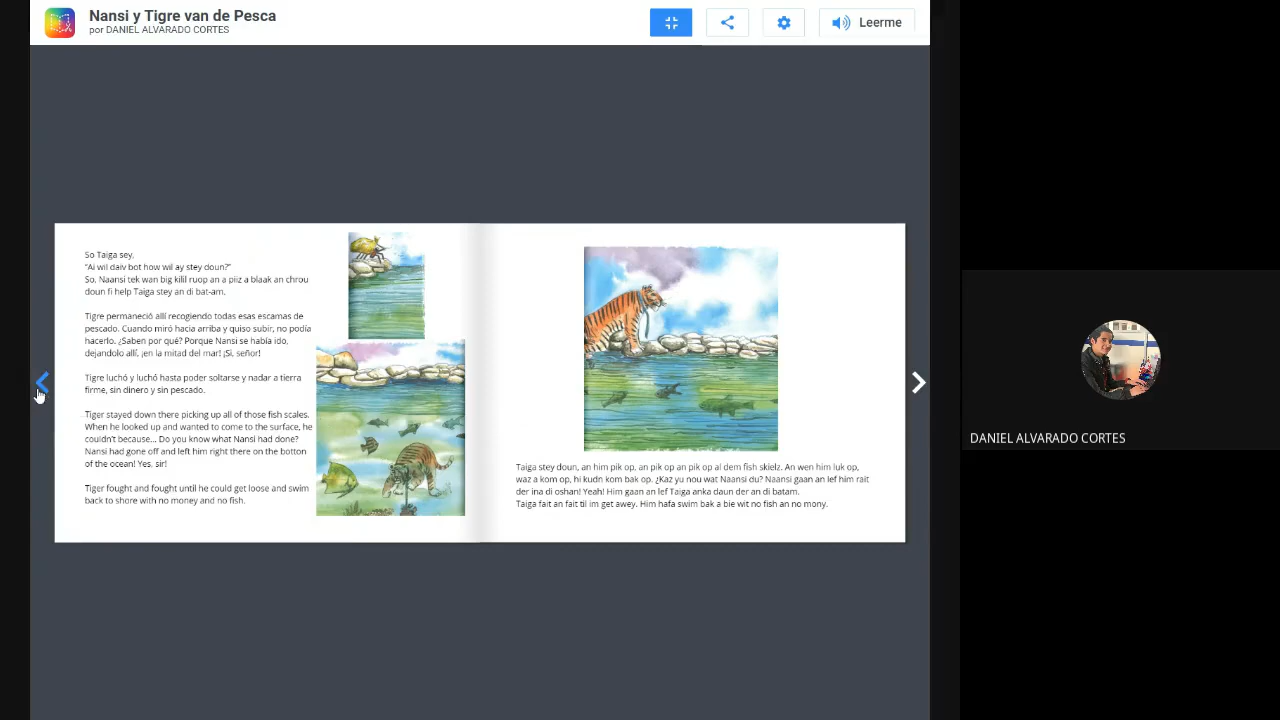 Nansi y Tigre van de Pesca
por DANIEL ALVARADO CORTES
Leerme
So Taiga sey,
"Ai wil daiv bot how wil ay stey doun?"
So, Naansi tek wan big kilil ruop an a piiz a blaak an chrou
doun fi help Taiga stey an di bat-am.
Tigre permaneció allí recogiendo todas esas escamas de
pescado. Cuando miró hacia arriba y quiso subir, no podía
hacerlo. ¿Saben por qué? Porque Nansi se había ido,
dejandolo allí, ¡en la mitad del mar! ¡Sí, señor!
Tigre luchó y luchó hasta poder soltarse y nadar a tierra
firme, sin dinero y sin pescado.
Tiger stayed down there picking up all of those fish scales.
When he looked up and wanted to come to the surface, he
couldn't because... Do you know what Nansi had done?
Nansi had gone off and left him right there on the botton
of the ocean! Yes, sir!
Tiger fought and fought until he could get loose and swim
back to shore with no money and no fish.
Taiga stey doun, an him pik op, an pik op an pik op al dem fish skielz. An wen him luk op,
waz a kom op, hi kudn kom bak op. ¿Kaz yu nou wat Naansi du? Naansi gaan an lef him rait
der ina di oshan! Yeah! Him gaan an lef Taiga anka daun der an di batam.
Taiga fait an fait til im get awey. Him hafa swim bak a bie wit no fish an no mony.
DANIEL ALVARADO CORTES